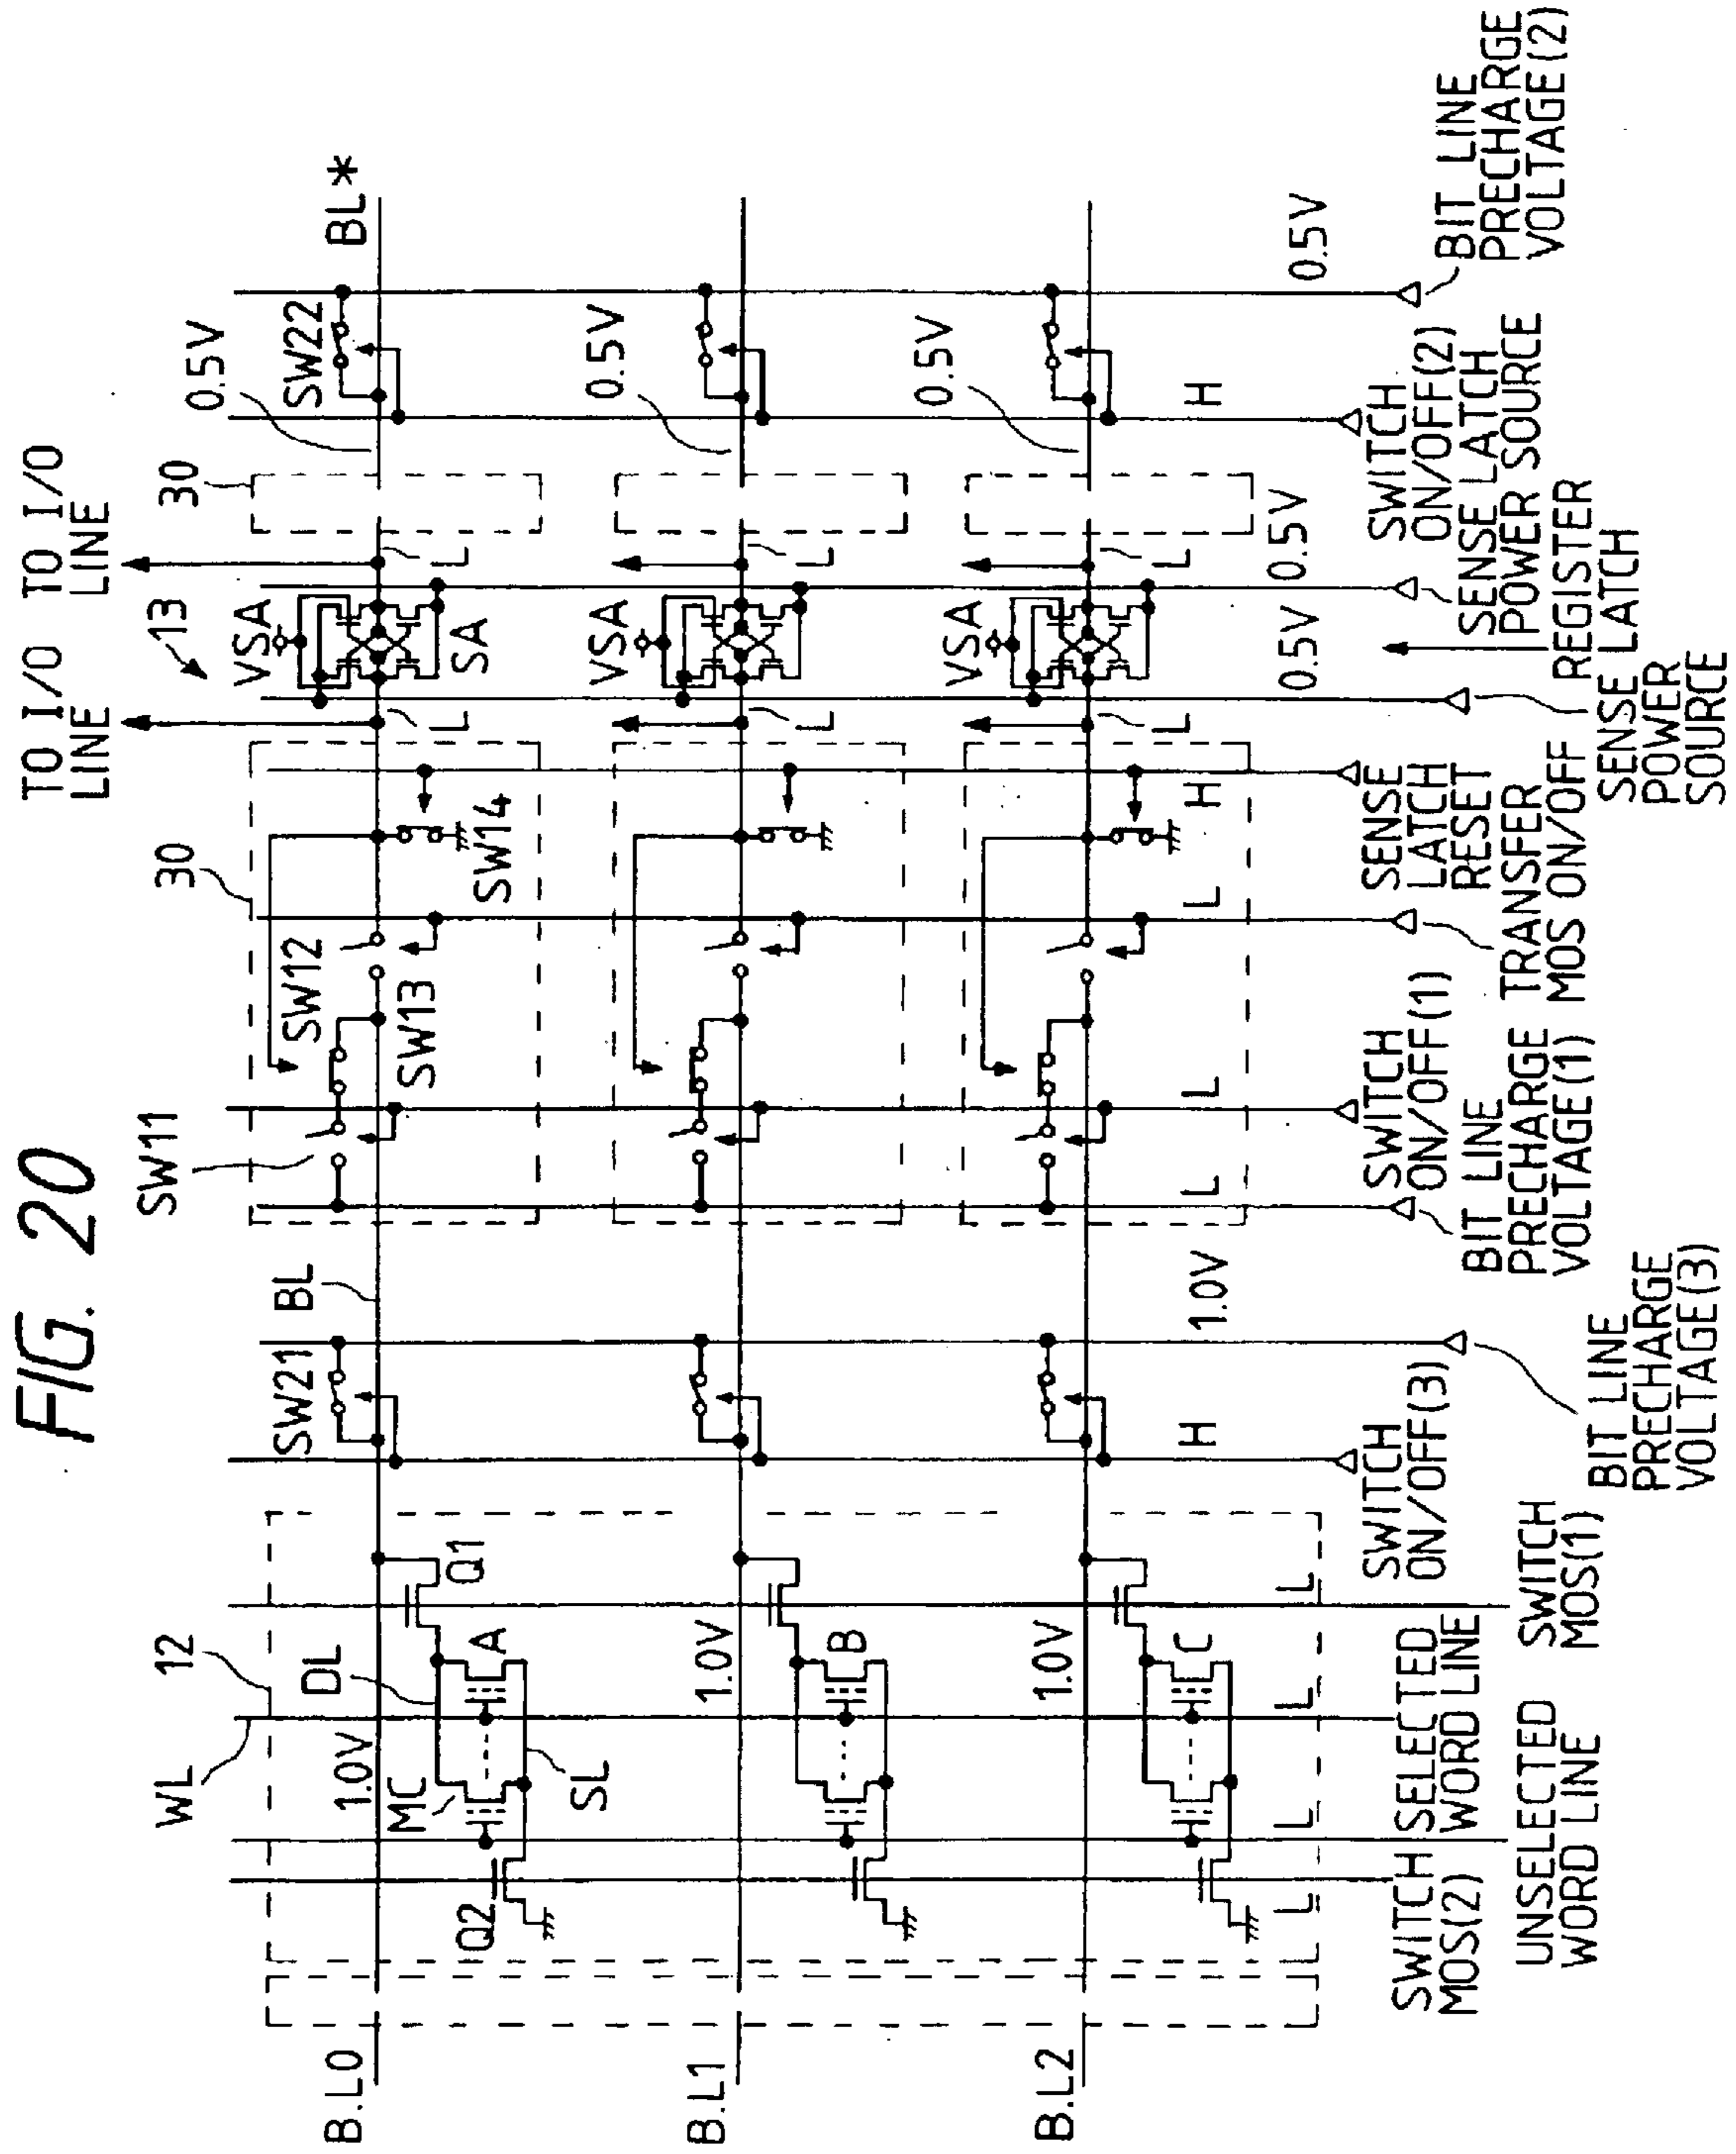 FIG. 20
TO I/O
LINE
TO I/O
LINE
13
BL*
0.5V
SW22
30
VSA
SA
L
L
30
SW12
SW13
SW14
SW11
BL
SW21
12
WL
DL
1.0V
MC
A
Q1
Q2
SL
B.L0
0.5V
VSA
L
L
1.0V
B
B.L1
0.5V
VSA
L
L
1.0V
C
B.L2
L
L
L
L
H
1.0V
L
L
L
H
0.5V
0.5V
H
0.5V
SWITCH
MOS(2)
UNSELECTED
WORD LINE
SELECTED
WORD LINE
SWITCH
MOS(1)
SWITCH
ON/OFF(3)
BIT LINE
PRECHARGE
VOLTAGE(3)
BIT LINE
PRECHARGE
VOLTAGE(1)
SWITCH
ON/OFF(1)
TRANSFER
MOS ON/OFF
SENSE
LATCH
RESET
SENSE LATCH
POWER
SOURCE
REGISTER
SENSE LATCH
POWER SOURCE
SWITCH
ON/OFF(2)
BIT LINE
PRECHARGE
VOLTAGE(2)